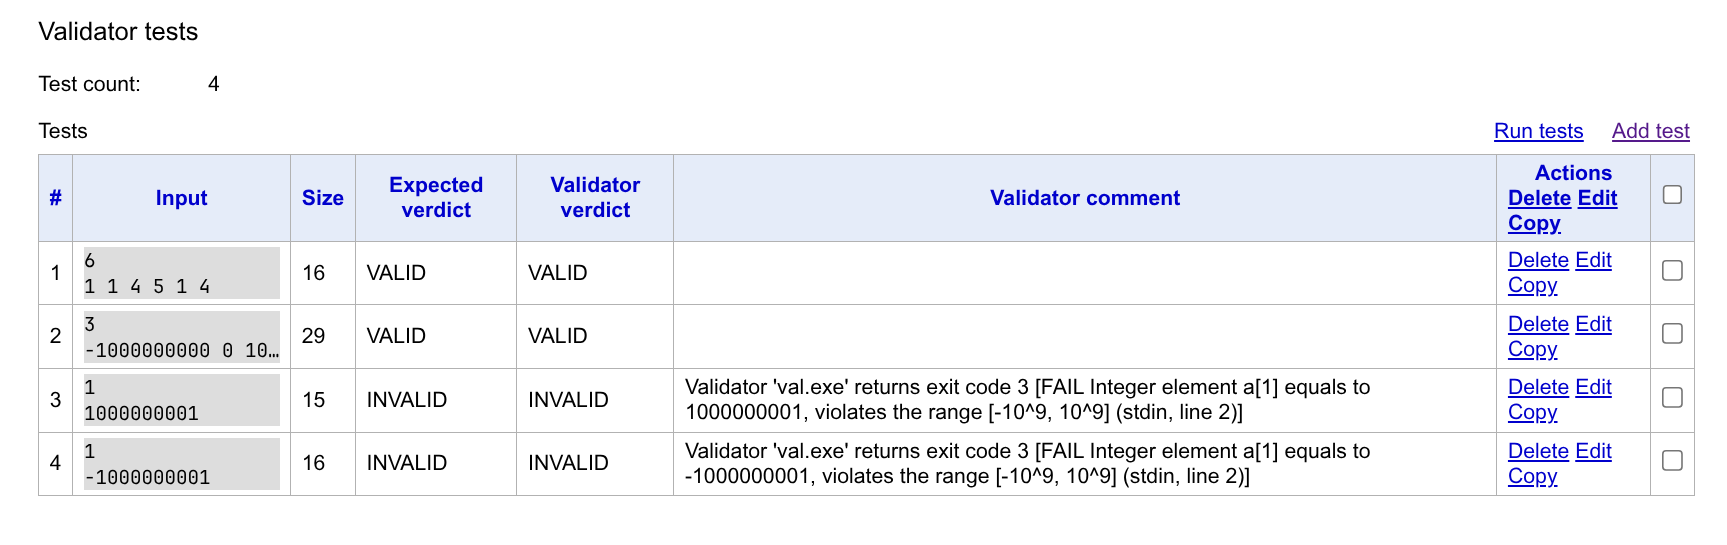 Validator tests
Test count: 4
Tests Run tests Add test
# Input Size Expected verdict Validator verdict Validator comment Actions Delete Edit Copy
1 6 16 VALID VALID Delete Edit
1 1 4 5 1 4 Copy
2 3 29 VALID VALID Delete Edit
-1000000000 0 10… Copy
3 1 15 INVALID INVALID Validator 'val.exe' returns exit code 3 [FAIL Integer element a[1] equals to Delete Edit
1000000001 1000000001, violates the range [-10^9, 10^9] (stdin, line 2)] Copy
4 1 16 INVALID INVALID Validator 'val.exe' returns exit code 3 [FAIL Integer element a[1] equals to Delete Edit
-1000000001 -1000000001, violates the range [-10^9, 10^9] (stdin, line 2)] Copy